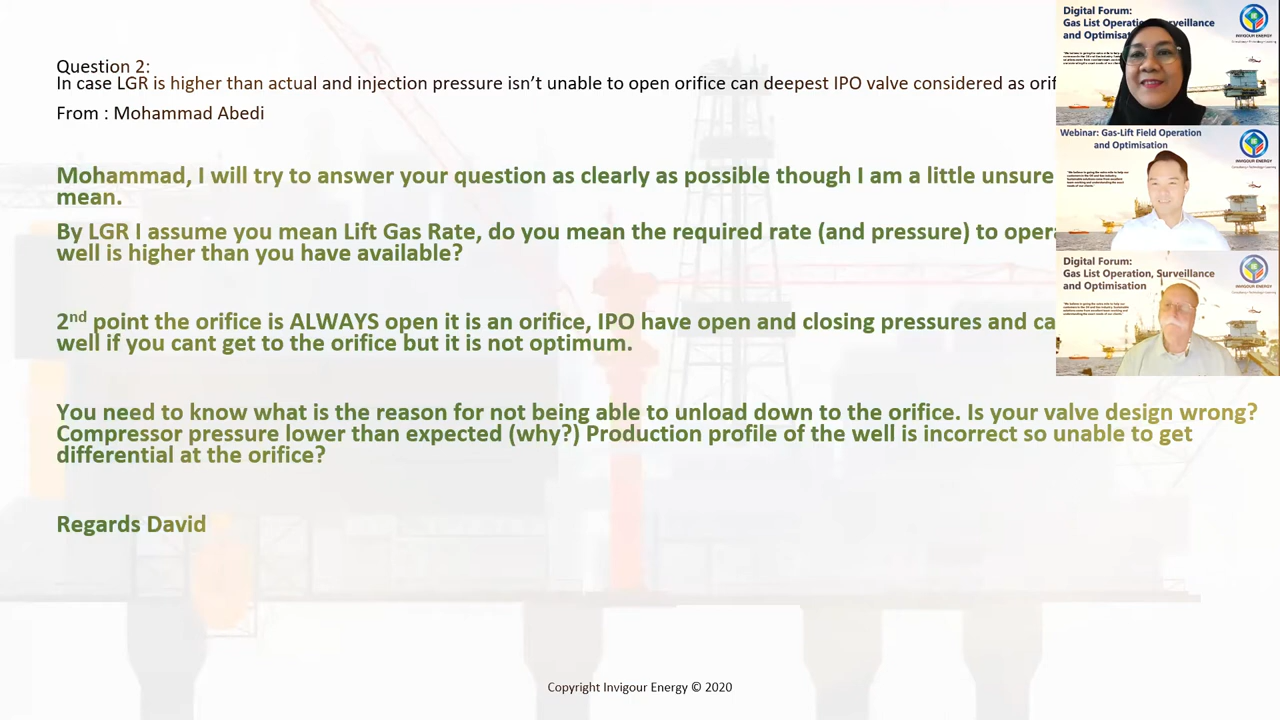 Question 2:
In case LGR is higher than actual and injection pressure isn't unable to open orifice can deepest IPO valve considered as orif
From : Mohammad Abedi
Mohammad, I will try to answer your question as clearly as possible though I am a little unsure
mean.
By LGR I assume you mean Lift Gas Rate, do you mean the required rate (and pressure) to oper
well is higher than you have available?
2nd point the orifice is ALWAYS open it is an orifice, IPO have open and closing pressures and ca
well if you cant get to the orifice but it is not optimum.
You need to know what is the reason for not being able to unload down to the orifice. Is your valve design wrong?
Compressor pressure lower than expected (why?) Production profile of the well is incorrect so unable to get
differential at the orifice?
Regards David
Copyright Invigour Energy © 2020
Digital Forum:
Gas List Operation, Surveillance
and Optimisat
INVIGOUR ENERGY
Webinar: Gas-Lift Field Operation
and Optimisation
INVIGOUR ENERGY
Digital Forum:
Gas List Operation, Surveillance
and Optimisation
INVIGOUR ENERGY